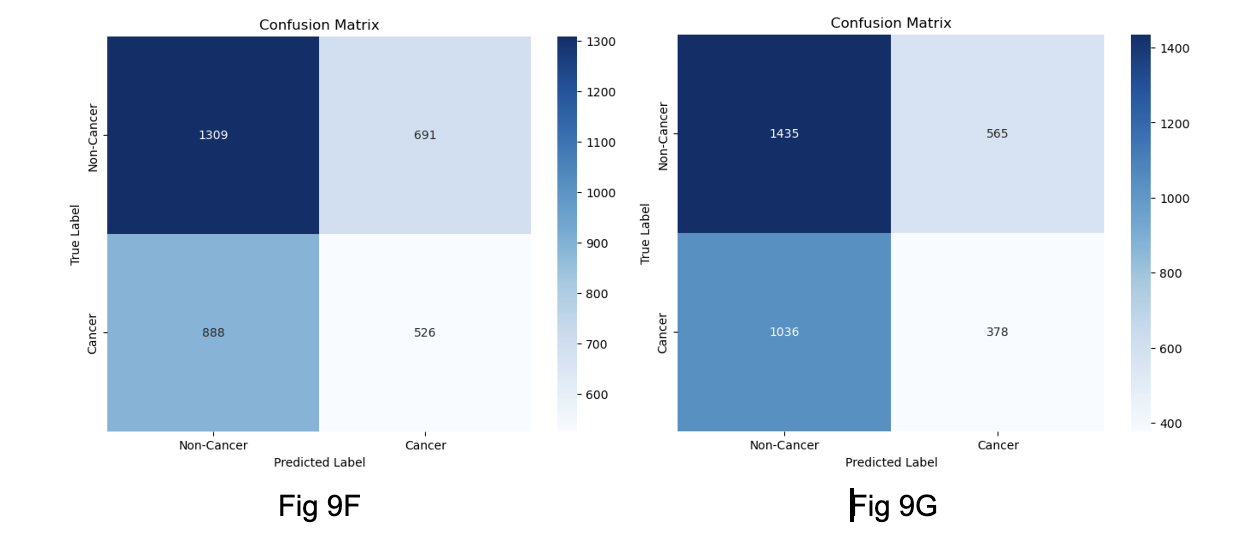 Confusion Matrix
Non-Cancer
Cancer
True Label
1309
691
888
526
Non-Cancer
Cancer
Predicted Label
1300
1200
1100
1000
900
800
700
600
Fig 9F
Confusion Matrix
Non-Cancer
Cancer
True Label
1435
565
1036
378
Non-Cancer
Cancer
Predicted Label
1400
1200
1000
800
600
400
Fig 9G